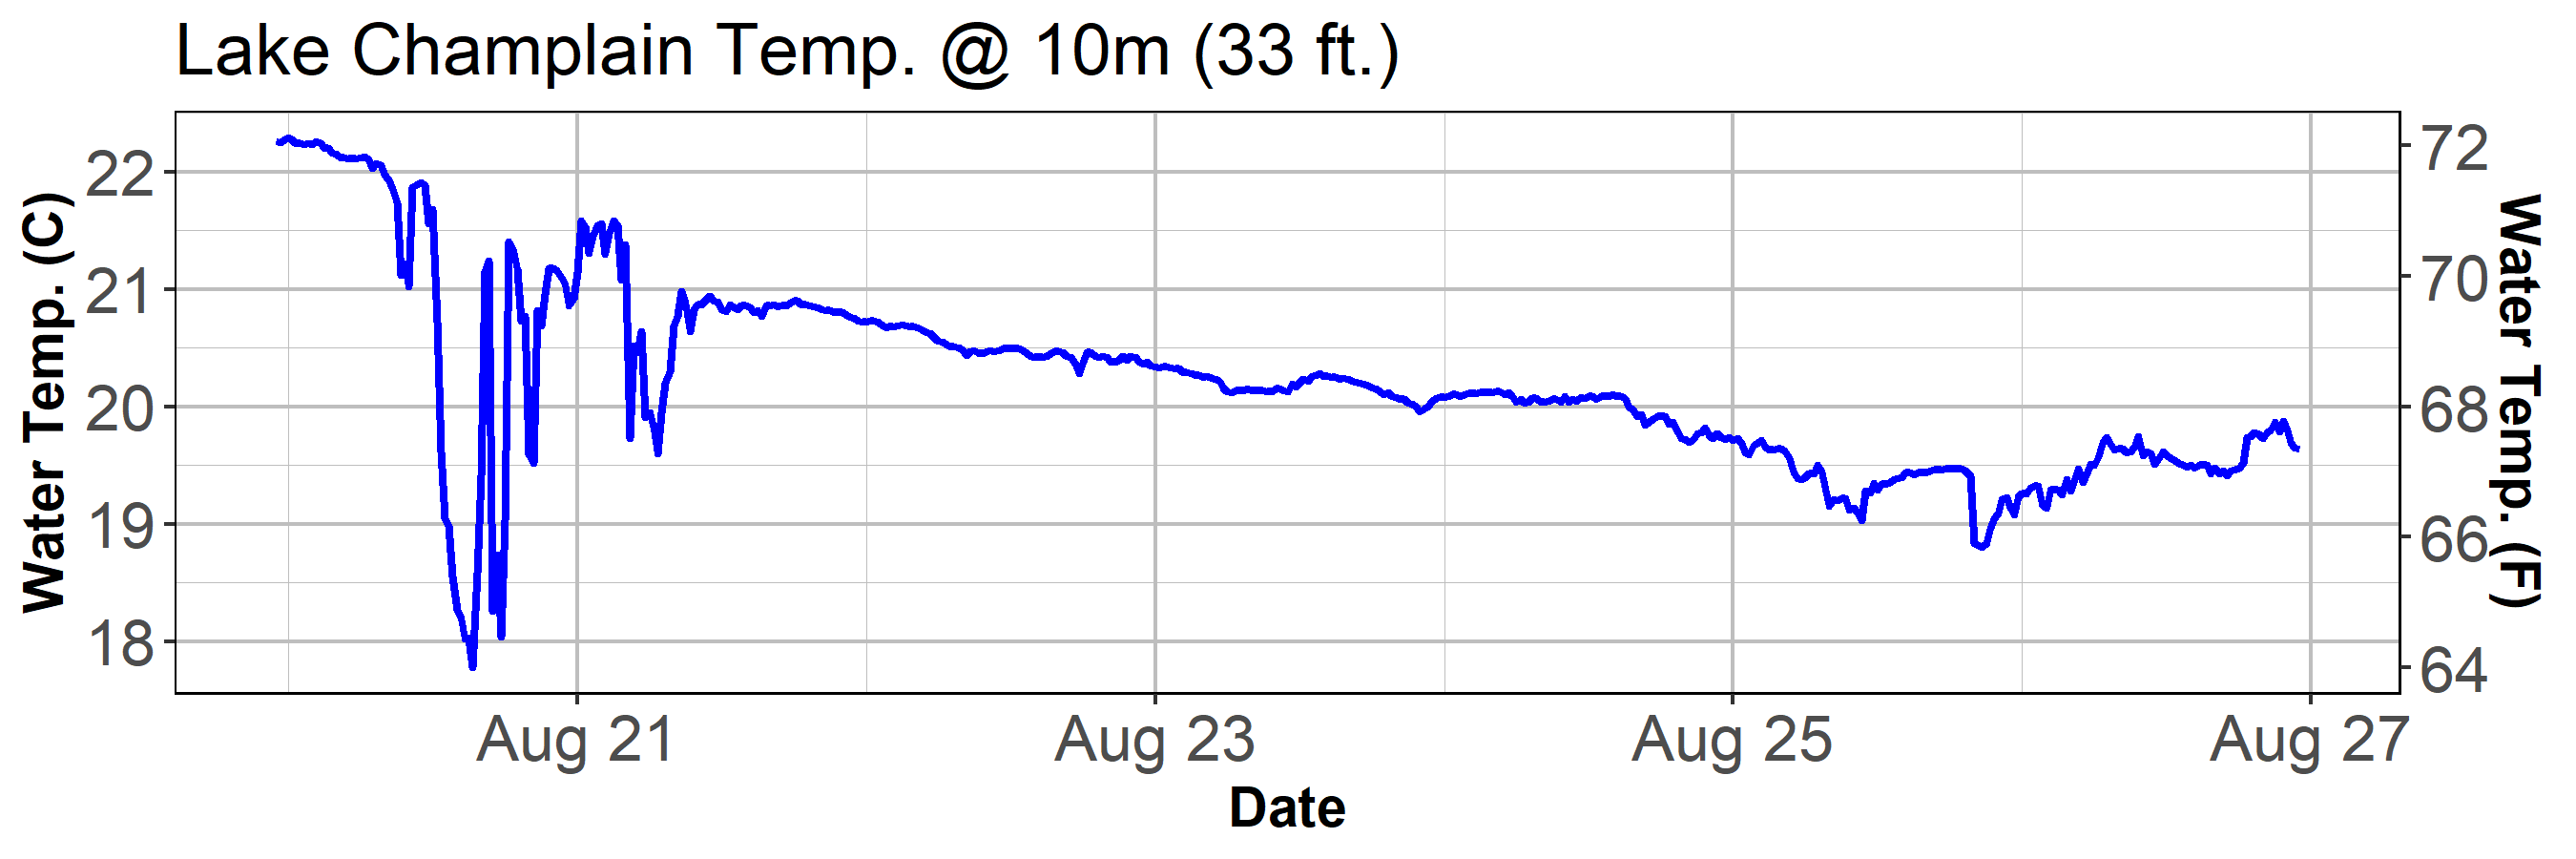 Lake Champlain Temp. @ 10m (33 ft.)
Water Temp. (C)
22
21
20
19
18
72
70
68
66
64
Water Temp. (F)
Aug 21
Aug 23
Aug 25
Aug 27
Date